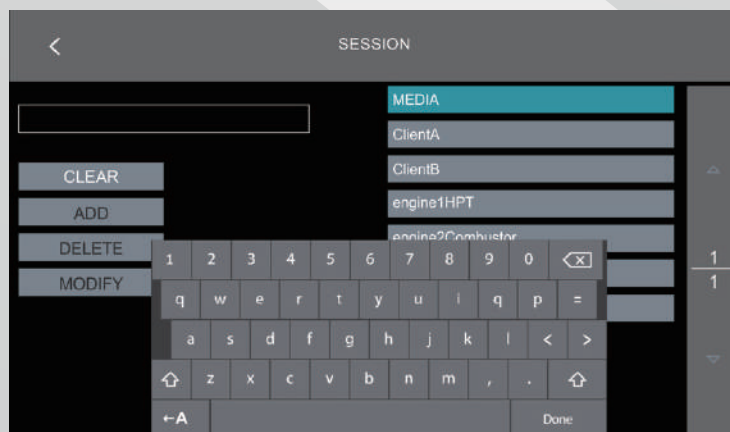 SESSION
MEDIA
ClientA
ClientB
engine1HPT
engine2Combustor
CLEAR
ADD
DELETE
MODIFY
1
1
1 2 3 4 5 6 7 8 9 0
q w e r t y u i q p =
a s d f g h j k l < >
z x c v b n m , .
←A Done